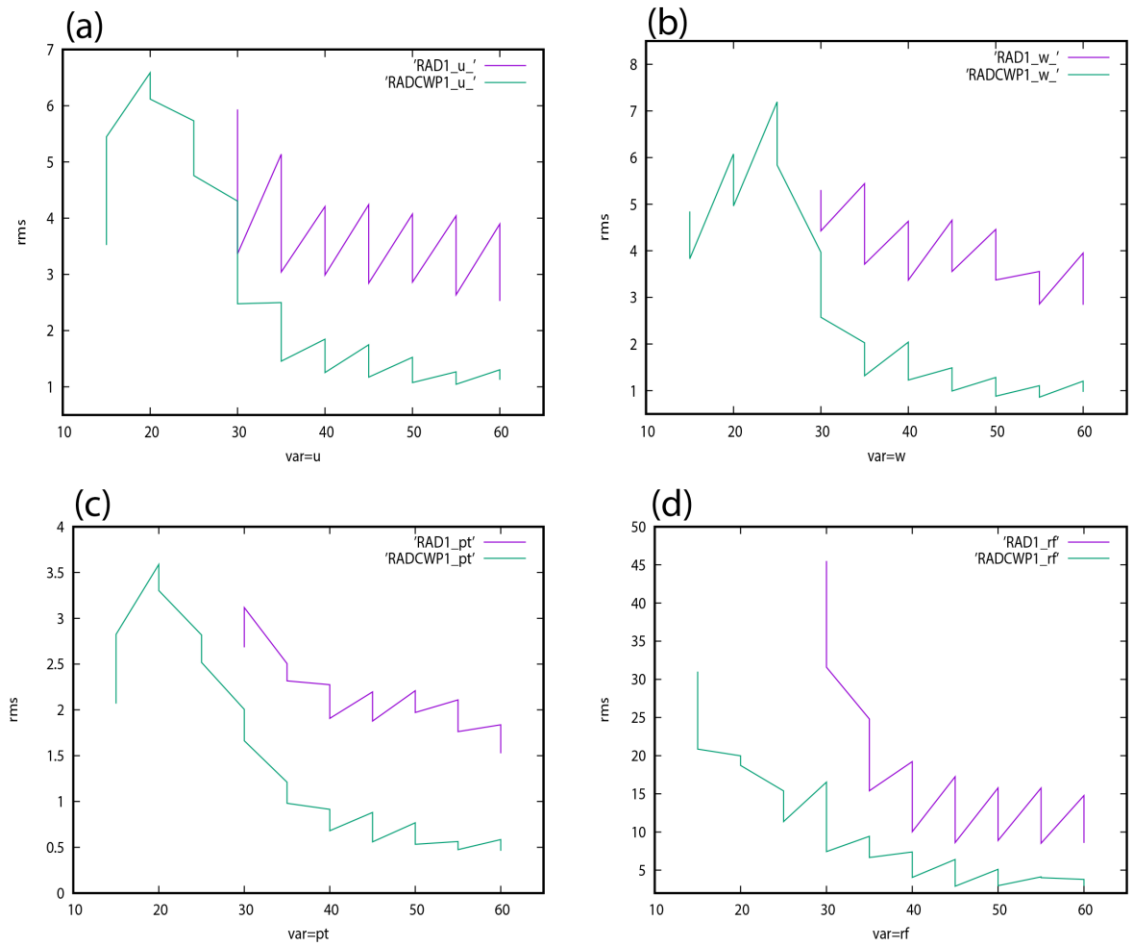 (a)
7
6
5
4
3
2
1
rms
10 20 30 40 50 60
var=u
'RAD1_u_'
'RADCWP1_u_'
(b)
8
7
6
5
4
3
2
1
rms
10 20 30 40 50 60
var=w
'RAD1_w_'
'RADCWP1_w_'
(c)
4
3.5
3
2.5
2
1.5
1
0.5
0
rms
10 20 30 40 50 60
var=pt
'RAD1_pt'
'RADCWP1_pt'
(d)
50
45
40
35
30
25
20
15
10
5
rms
10 20 30 40 50 60
var=rf
'RAD1_rf'
'RADCWP1_rf'